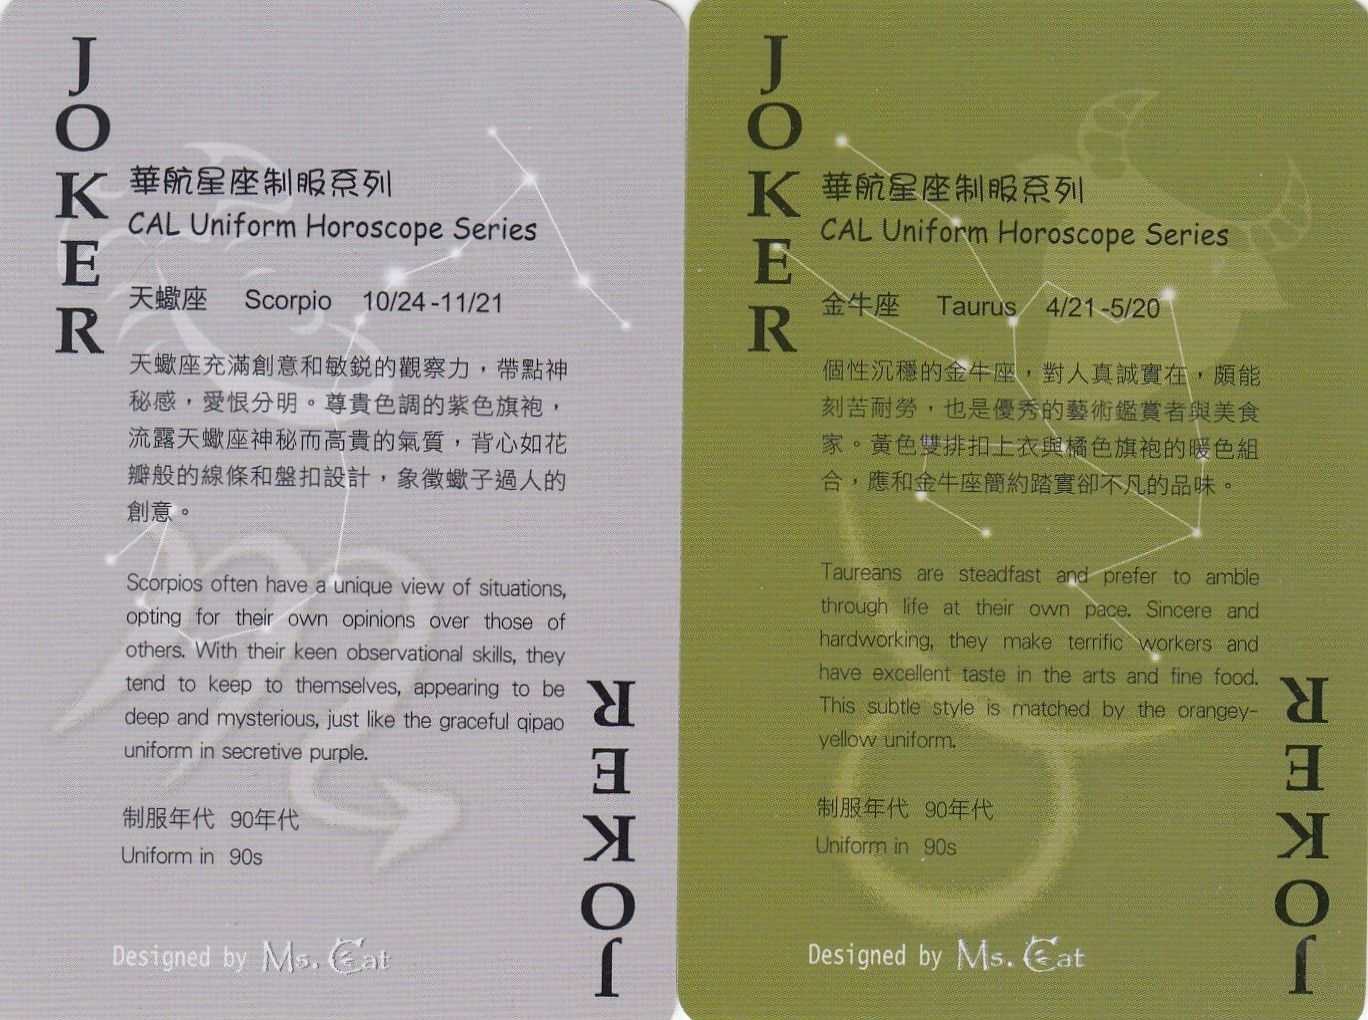 JOKER
華航星座制服系列
CAL Uniform Horoscope Series
天蠍座 Scorpio 10/24-11/21
天蠍座充滿創意和敏銳的觀察力，帶點神
秘感，愛恨分明。尊貴色調的紫色旗袍，
流露天蠍座神秘而高貴的氣質，背心如花
瓣般的線條和盤扣設計，象徵蠍子過人的
創意。
Scorpios often have a unique view of situations,
opting for their own opinions over those of
others. With their keen observational skills, they
tend to keep to themselves, appearing to be
deep and mysterious, just like the graceful qipao
uniform in secretive purple.
制服年代 90年代
Uniform in 90s
Designed by Ms. Cat
JOKER
JOKER
華航星座制服系列
CAL Uniform Horoscope Series
金牛座 Taurus 4/21-5/20
個性沉穩的金牛座，對人真誠實在，頗能
刻苦耐勞，也是優秀的藝術鑑賞者與美食
家。黃色雙排扣上衣與橘色旗袍的暖色組
合，應和金牛座簡約踏實卻不凡的品味。
Taureans are steadfast and prefer to amble
through life at their own pace. Sincere and
hardworking, they make terrific workers and
have excellent taste in the arts and fine food.
This subtle style is matched by the orangey-
yellow uniform.
制服年代 90年代
Uniform in 90s
Designed by Ms. Cat
JOKER